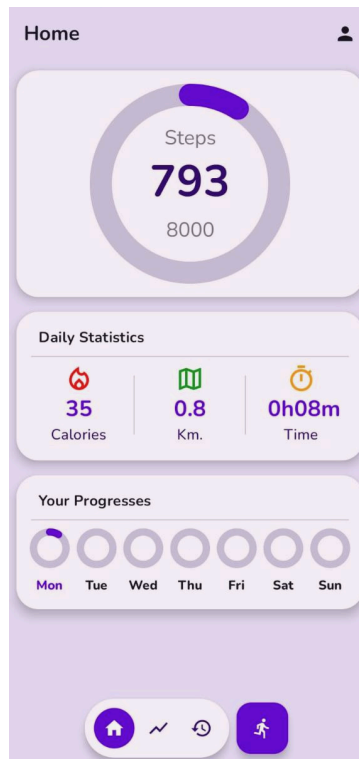 Home
Steps
793
8000
Daily Statistics
35 0.8 0h08m
Calories Km. Time
Your Progresses
Mon Tue Wed Thu Fri Sat Sun